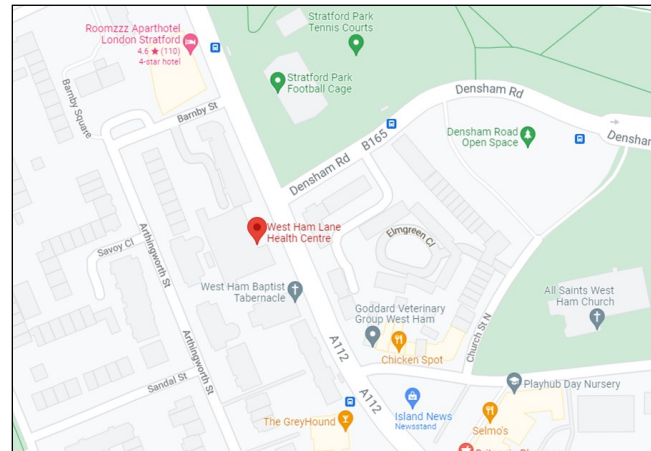 Roomzzz Aparthotel
London Stratford
4.6 ★ (110)
4-star hotel
Stratford Park
Tennis Courts
Stratford Park
Football Cage
Barnby Square
Barnby St
Densham Rd
Densham Rd
B165
Densham Road
Open Space
Densham
West Ham Lane
Health Centre
Elmgreen Cl
Savoy Cl
Arthingworth St
West Ham Baptist
Tabernacle
All Saints West
Ham Church
Goddard Veterinary
Group West Ham
Chicken Spot
Church St N
A112
Arthingworth St
Sandal St
A112
Playhub Day Nursery
Island News
Newsstand
The GreyHound
Selmo's